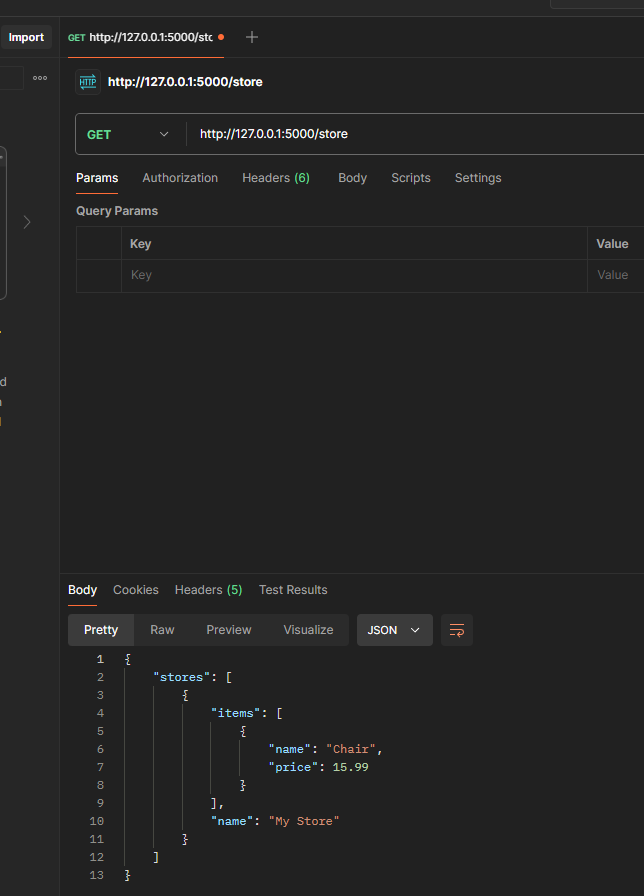 Import
GET http://127.0.0.1:5000/stc
HTTP http://127.0.0.1:5000/store
GET http://127.0.0.1:5000/store
Params Authorization Headers (6) Body Scripts Settings
Query Params
Key Value
Key Value
d
Body Cookies Headers (5) Test Results
Pretty Raw Preview Visualize JSON
1 {
2 "stores": [
3 {
4 "items": [
5 {
6 "name": "Chair",
7 "price": 15.99
8 }
9 ],
10 "name": "My Store"
11 }
12 ]
13 }